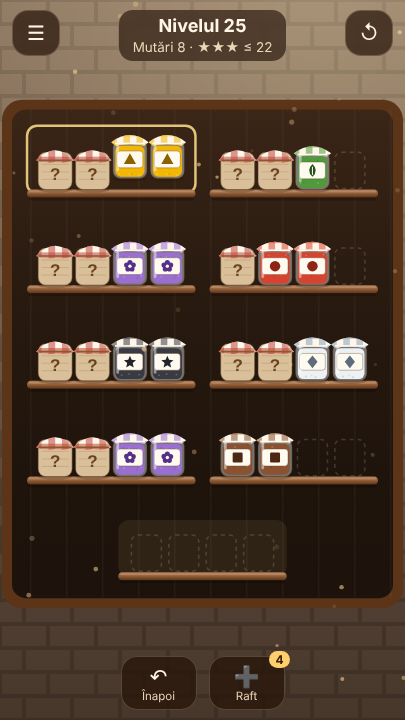 ☰
Nivelul 25
Mutări 8 · ★★★ ≤ 22
? ?
? ?
? ?
?
? ?
? ?
? ?
4
Înapoi
Raft